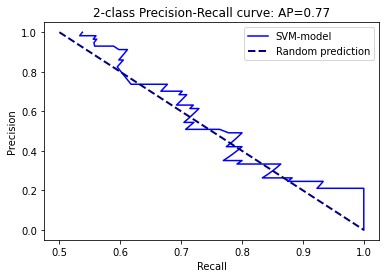 2-class Precision-Recall curve: AP=0.77
SVM-model
Random prediction
Precision
1.0
0.8
0.6
0.4
0.2
0.0
0.5
0.6
0.7
0.8
0.9
1.0
Recall